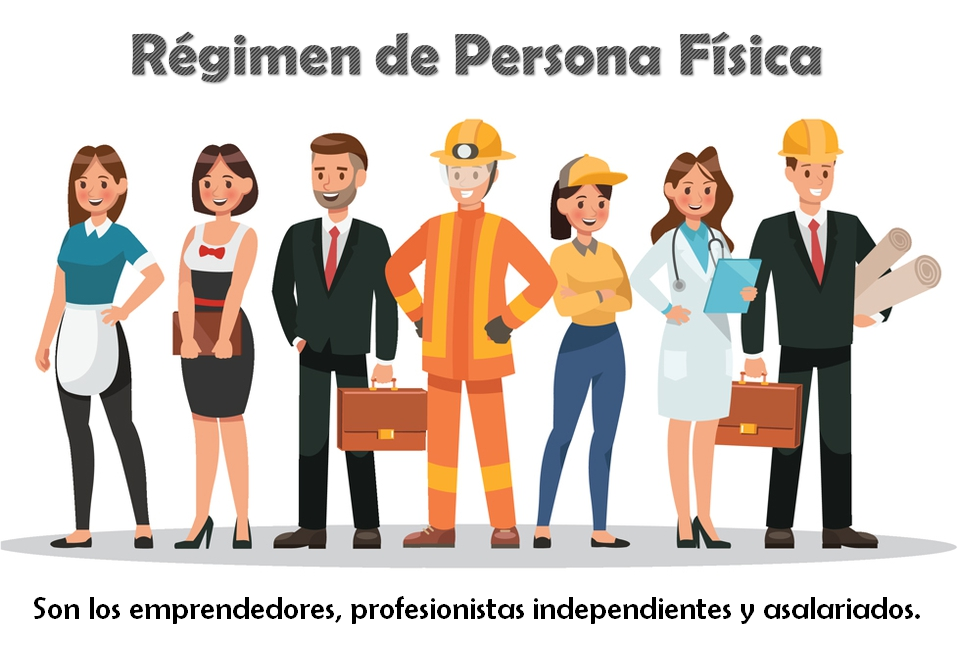 Régimen de Persona Física
Son los emprendedores, profesionistas independientes y asalariados.